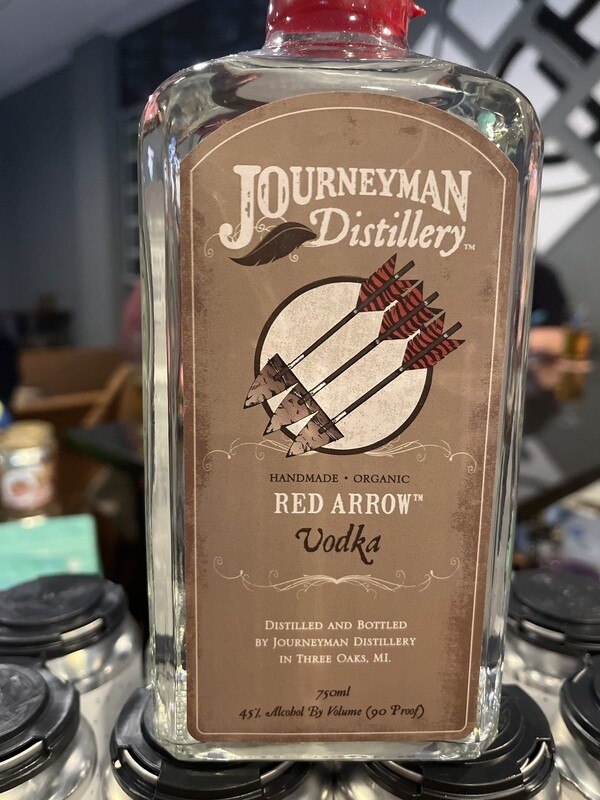 JOURNEYMAN
Distillery™
HANDMADE • ORGANIC
RED ARROW™
Vodka
DISTILLED AND BOTTLED
BY JOURNEYMAN DISTILLERY
IN THREE OAKS, MI.
750ml
45% Alcohol By Volume (90 Proof)